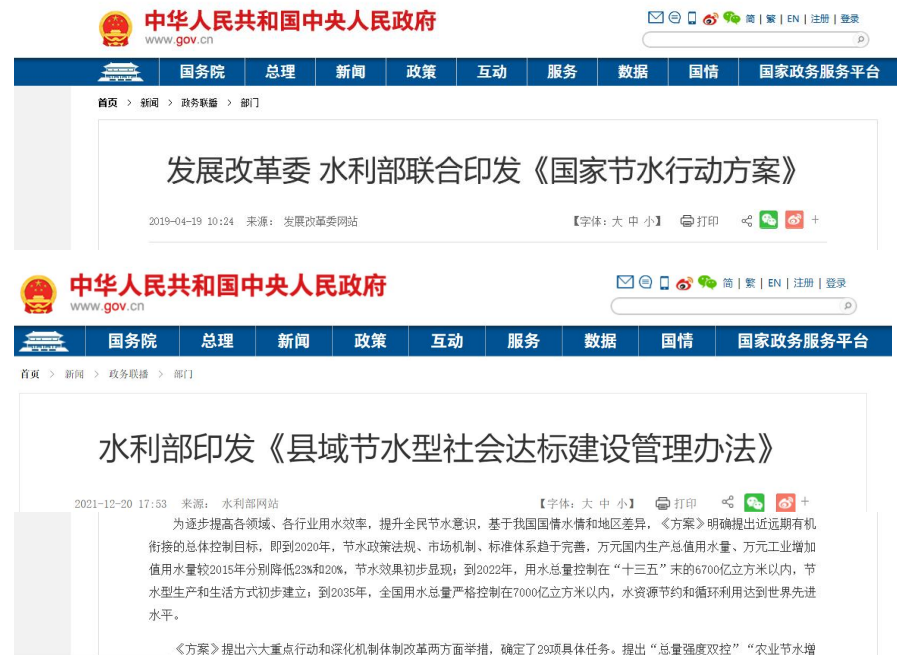 中华人民共和国中央人民政府
www.gov.cn
简 | 繁 | EN | 注册 | 登录
国务院 总理 新闻 政策 互动 服务 数据 国情 国家政务服务平台
首页 > 新闻 > 政务联播 > 部门
发展改革委 水利部联合印发《国家节水行动方案》
2019-04-19 10:24 来源: 发展改革委网站 【字体: 大 中 小】 打印 +
中华人民共和国中央人民政府
www.gov.cn
简 | 繁 | EN | 注册 | 登录
国务院 总理 新闻 政策 互动 服务 数据 国情 国家政务服务平台
首页 > 新闻 > 政务联播 > 部门
水利部印发《县域节水型社会达标建设管理办法》
2021-12-20 17:53 来源: 水利部网站 【字体: 大 中 小】 打印 +
为逐步提高各领域、各行业用水效率，提升全民节水意识，基于我国国情水情和地区差异，《方案》明确提出近远期有机
衔接的总体控制目标，即到2020年，节水政策法规、市场机制、标准体系趋于完善，万元国内生产总值用水量、万元工业增加
值用水量较2015年分别降低23%和20%，节水效果初步显现；到2022年，用水总量控制在“十三五”末的6700亿立方米以内，节
水型生产和生活方式初步建立；到2035年，全国用水总量严格控制在7000亿立方米以内，水资源节约和循环利用达到世界先进
水平。
《方案》提出六大重点行动和深化机制体制改革两方面举措，确定了29项具体任务。提出“总量强度双控”“农业节水增